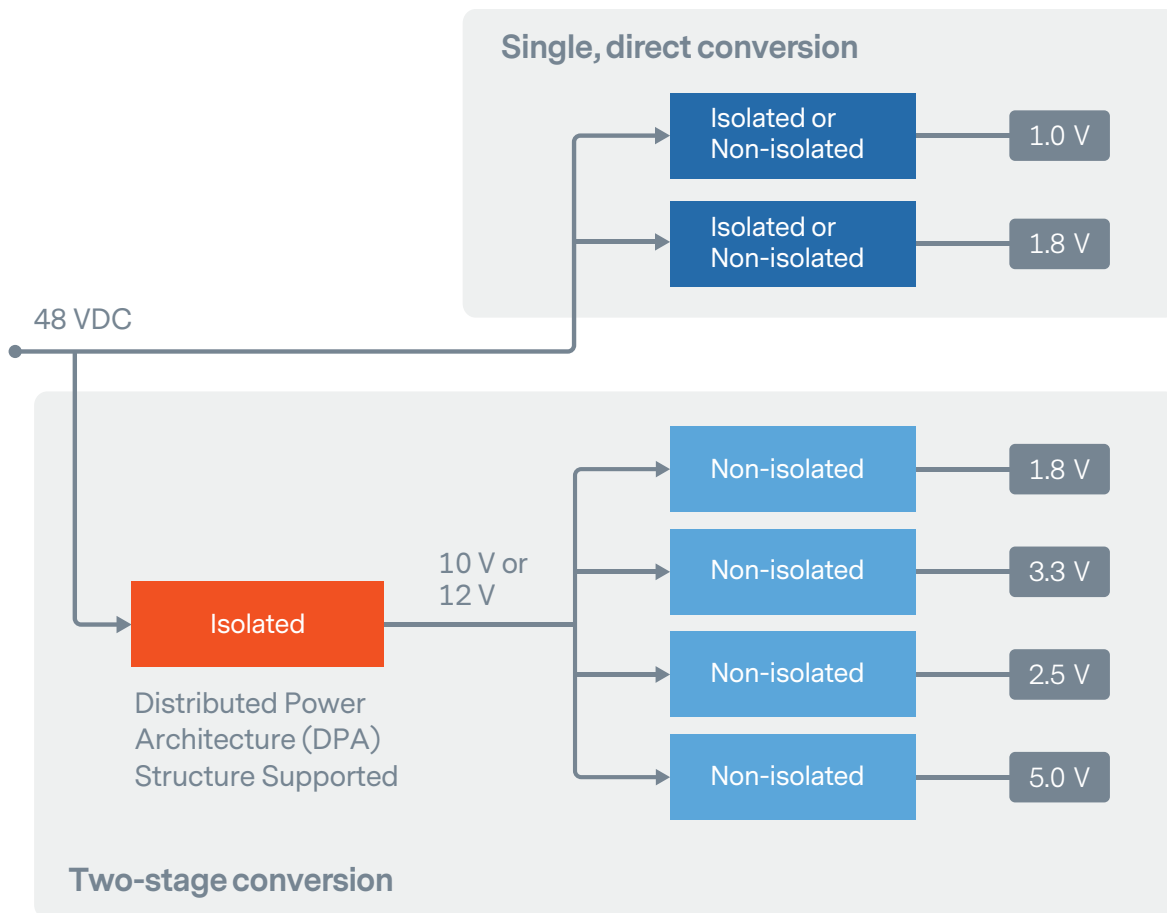 Single, direct conversion
Isolated or
Non-isolated
1.0 V
Isolated or
Non-isolated
1.8 V
48 VDC
Non-isolated
1.8 V
10 V or
12 V
Non-isolated
3.3 V
Isolated
Non-isolated
2.5 V
Distributed Power
Architecture (DPA)
Structure Supported
Non-isolated
5.0 V
Two-stage conversion